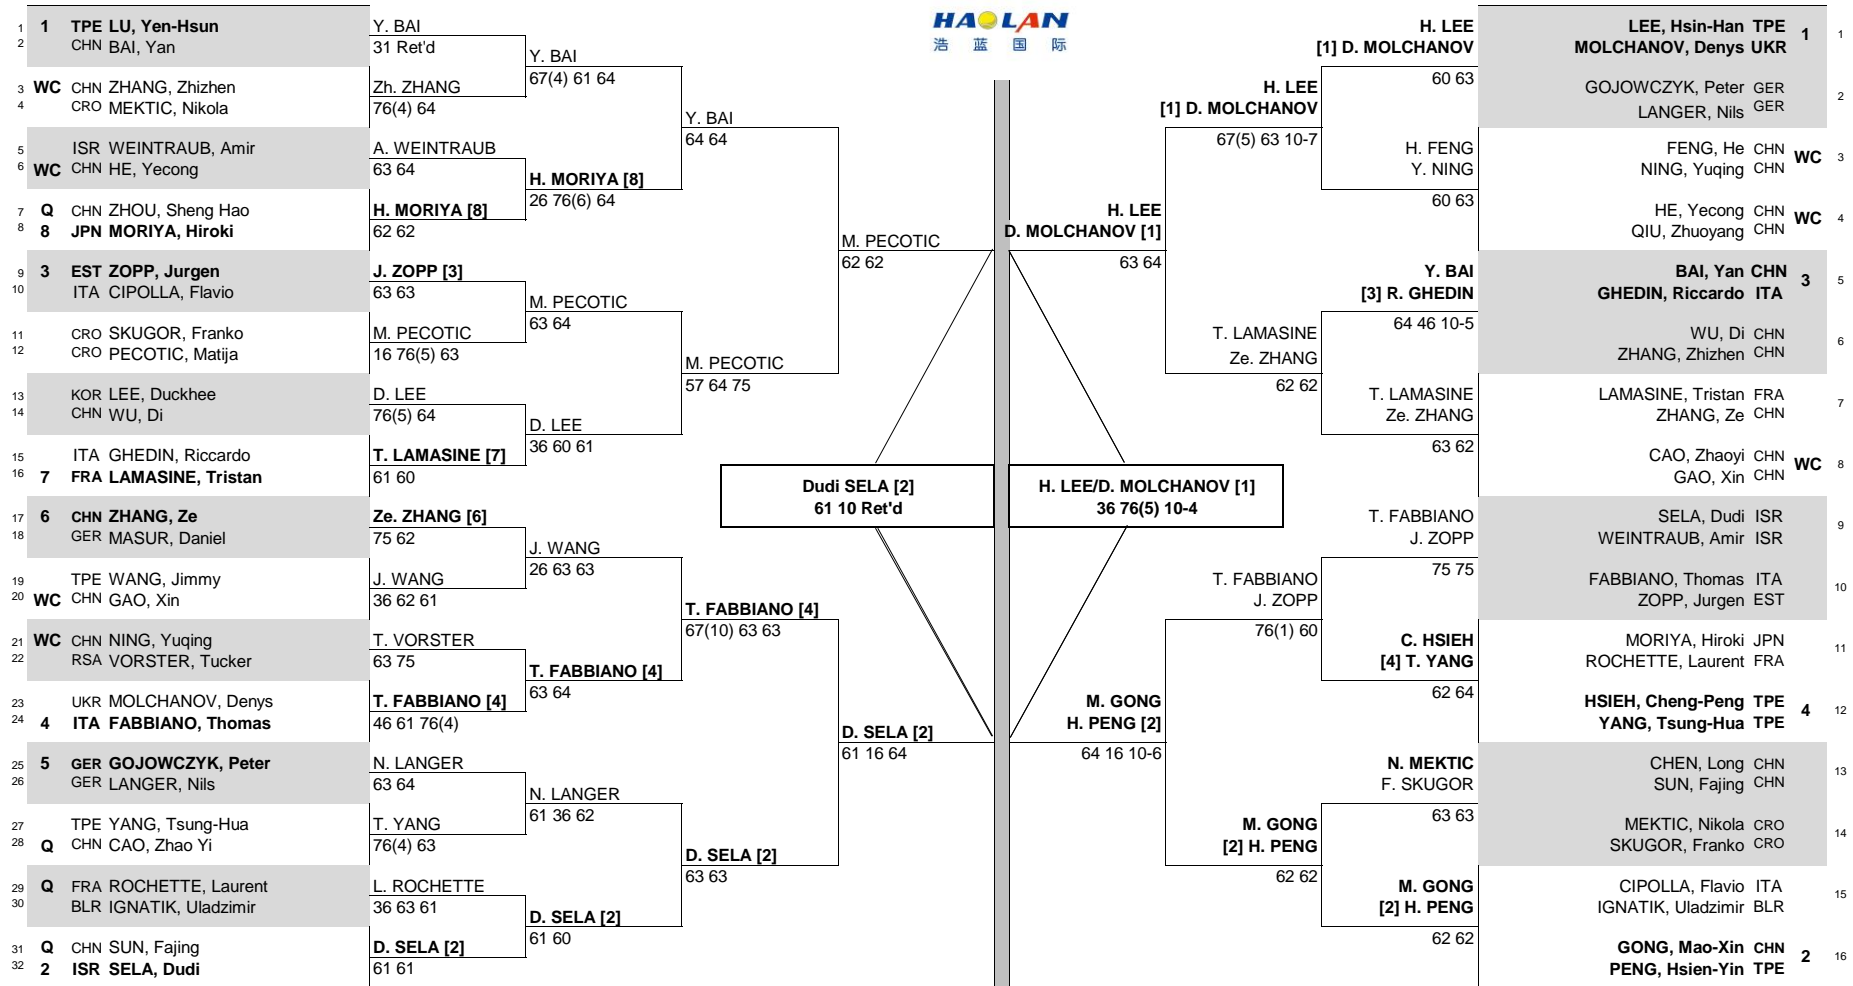 HAOLAN
浩 蓝 国 际
1 1 TPE LU, Yen-Hsun
2 CHN BAI, Yan
3 WC CHN ZHANG, Zhizhen
4 CRO MEKTIC, Nikola
5 ISR WEINTRAUB, Amir
6 WC CHN HE, Yecong
7 Q CHN ZHOU, Sheng Hao
8 8 JPN MORIYA, Hiroki
9 3 EST ZOPP, Jurgen
10 ITA CIPOLLA, Flavio
11 CRO SKUGOR, Franko
12 CRO PECOTIC, Matija
13 KOR LEE, Duckhee
14 CHN WU, Di
15 ITA GHEDIN, Riccardo
16 7 FRA LAMASINE, Tristan
17 6 CHN ZHANG, Ze
18 GER MASUR, Daniel
19 TPE WANG, Jimmy
20 WC CHN GAO, Xin
21 WC CHN NING, Yuqing
22 RSA VORSTER, Tucker
23 UKR MOLCHANOV, Denys
24 4 ITA FABBIANO, Thomas
25 5 GER GOJOWCZYK, Peter
26 GER LANGER, Nils
27 TPE YANG, Tsung-Hua
28 Q CHN CAO, Zhao Yi
29 Q FRA ROCHETTE, Laurent
30 BLR IGNATIK, Uladzimir
31 Q CHN SUN, Fajing
32 2 ISR SELA, Dudi
Y. BAI
31 Ret'd
Zh. ZHANG
76(4) 64
A. WEINTRAUB
63 64
H. MORIYA [8]
62 62
J. ZOPP [3]
63 63
M. PECOTIC
16 76(5) 63
D. LEE
76(5) 64
T. LAMASINE [7]
61 60
Ze. ZHANG [6]
75 62
J. WANG
36 62 61
T. VORSTER
63 75
T. FABBIANO [4]
46 61 76(4)
N. LANGER
63 64
T. YANG
76(4) 63
L. ROCHETTE
36 63 61
D. SELA [2]
61 61
Y. BAI
67(4) 61 64
H. MORIYA [8]
26 76(6) 64
M. PECOTIC
63 64
D. LEE
36 60 61
J. WANG
26 63 63
T. FABBIANO [4]
63 64
N. LANGER
61 36 62
D. SELA [2]
61 60
Y. BAI
64 64
M. PECOTIC
57 64 75
T. FABBIANO [4]
67(10) 63 63
D. SELA [2]
63 63
M. PECOTIC
62 62
D. SELA [2]
61 16 64
Dudi SELA [2]
61 10 Ret'd
H. LEE/D. MOLCHANOV [1]
36 76(5) 10-4
H. LEE
D. MOLCHANOV [1]
63 64
M. GONG
H. PENG [2]
64 16 10-6
H. LEE
[1] D. MOLCHANOV
67(5) 63 10-7
T. LAMASINE
Ze. ZHANG
62 62
T. FABBIANO
J. ZOPP
76(1) 60
M. GONG
[2] H. PENG
62 62
H. LEE
[1] D. MOLCHANOV
60 63
H. FENG
Y. NING
60 63
Y. BAI
[3] R. GHEDIN
64 46 10-5
T. LAMASINE
Ze. ZHANG
63 62
T. FABBIANO
J. ZOPP
75 75
C. HSIEH
[4] T. YANG
62 64
N. MEKTIC
F. SKUGOR
63 63
M. GONG
[2] H. PENG
62 62
LEE, Hsin-Han TPE 1 1
MOLCHANOV, Denys UKR
GOJOWCZYK, Peter GER 2
LANGER, Nils GER
FENG, He CHN WC 3
NING, Yuqing CHN
HE, Yecong CHN WC 4
QIU, Zhuoyang CHN
BAI, Yan CHN 3 5
GHEDIN, Riccardo ITA
WU, Di CHN 6
ZHANG, Zhizhen CHN
LAMASINE, Tristan FRA 7
ZHANG, Ze CHN
CAO, Zhaoyi CHN WC 8
GAO, Xin CHN
SELA, Dudi ISR 9
WEINTRAUB, Amir ISR
FABBIANO, Thomas ITA 10
ZOPP, Jurgen EST
MORIYA, Hiroki JPN 11
ROCHETTE, Laurent FRA
HSIEH, Cheng-Peng TPE 4 12
YANG, Tsung-Hua TPE
CHEN, Long CHN 13
SUN, Fajing CHN
MEKTIC, Nikola CRO 14
SKUGOR, Franko CRO
CIPOLLA, Flavio ITA 15
IGNATIK, Uladzimir BLR
GONG, Mao-Xin CHN 2 16
PENG, Hsien-Yin TPE